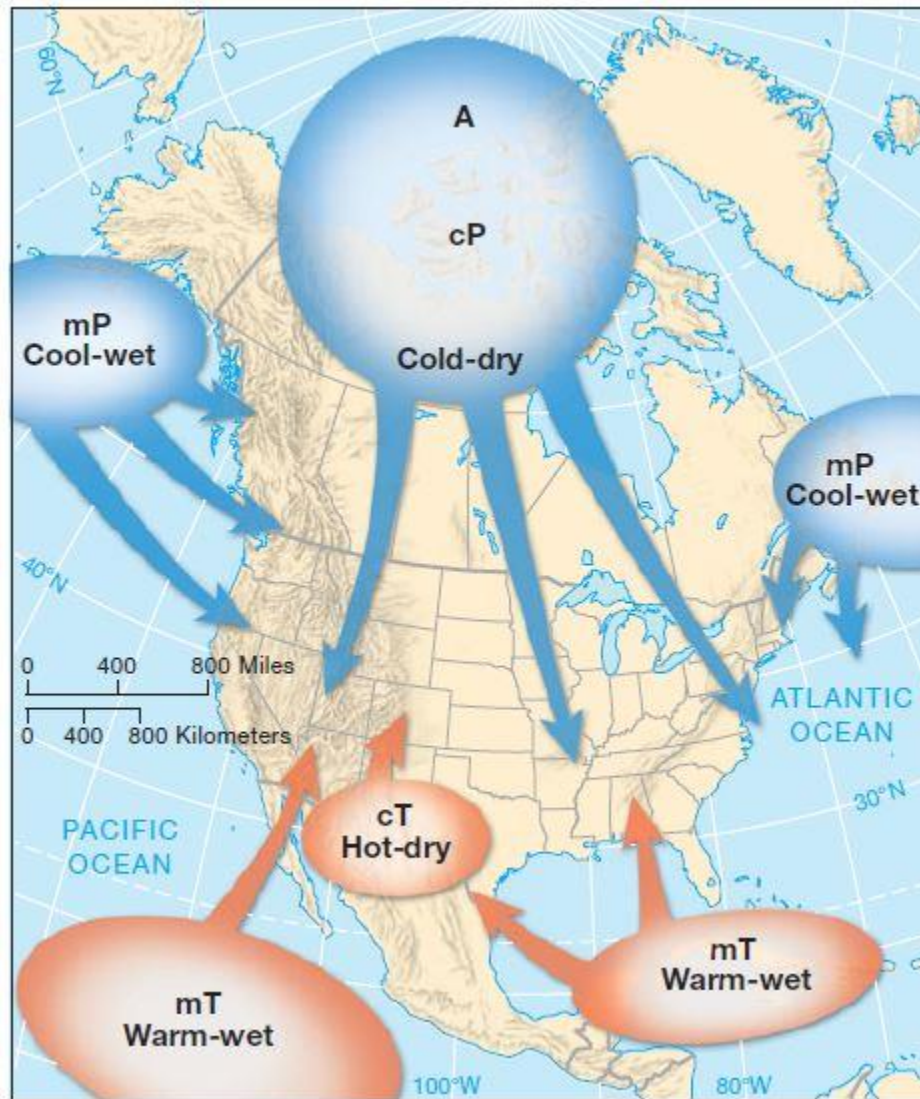 60°N
A
cP
Cold-dry
mP
Cool-wet
mP
Cool-wet
40°N
0 400 800 Miles
0 400 800 Kilometers
ATLANTIC
OCEAN
30°N
PACIFIC
OCEAN
cT
Hot-dry
mT
Warm-wet
mT
Warm-wet
100°W
80°W